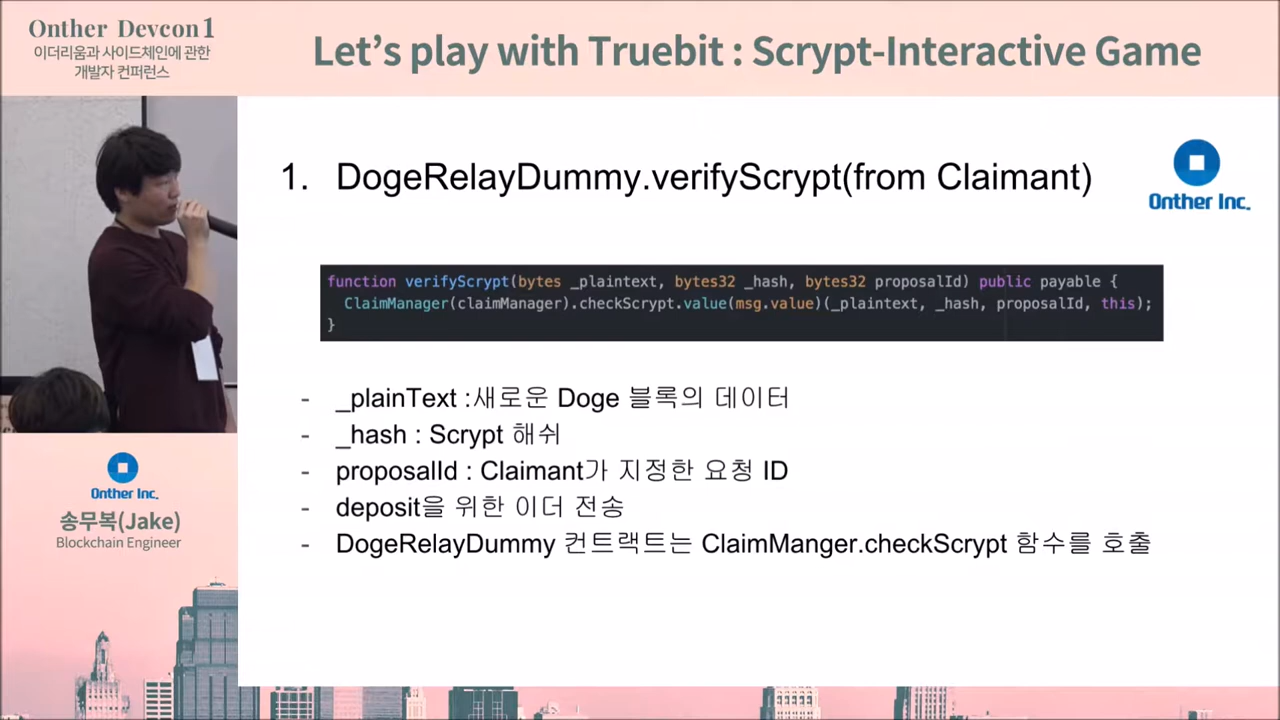 Onther Devcon1
이더리움과 사이드체인에 관한
개발자 컨퍼런스
Let's play with Truebit : Scrypt-Interactive Game
1. DogeRelayDummy.verifyScrypt(from Claimant)
Onther Inc.
function verifyScrypt(bytes _plaintext, bytes32 _hash, bytes32 proposalId) public payable {
ClaimManager(claimManager).checkScrypt.value(msg.value)(_plaintext, _hash, proposalId, this);
}
- _plainText :새로운 Doge 블록의 데이터
- _hash : Scrypt 해쉬
- proposalId : Claimant가 지정한 요청 ID
- deposit을 위한 이더 전송
- DogeRelayDummy 컨트랙트는 ClaimManger.checkScrypt 함수를 호출
Onther Inc.
송무복(Jake)
Blockchain Engineer